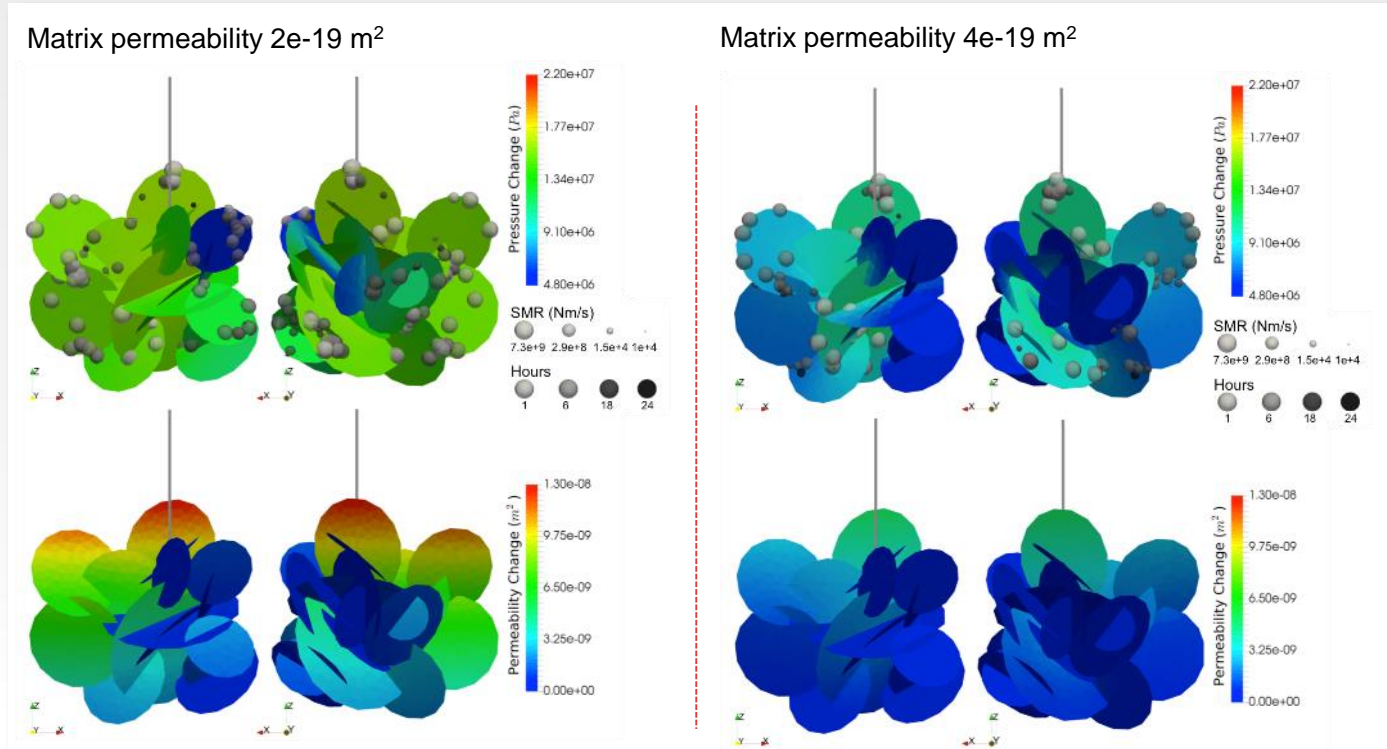 Matrix permeability 2e-19 m²
Matrix permeability 4e-19 m²
Pressure Change (Pa)
2.20e+07
1.77e+07
1.34e+07
9.10e+06
4.80e+06
SMR (Nm/s)
7.3e+9 2.9e+8 1.5e+4 1e+4
Hours
1 6 18 24
Z
Y X
Z
X Y
Pressure Change (Pa)
2.20e+07
1.77e+07
1.34e+07
9.10e+06
4.80e+06
SMR (Nm/s)
7.3e+9 2.9e+8 1.5e+4 1e+4
Hours
1 6 18 24
Z
Y X
Z
X Y
Permeability Change (m²)
1.30e-08
9.75e-09
6.50e-09
3.25e-09
0.00e+00
Z
Y X
Z
X Y
Permeability Change (m²)
1.30e-08
9.75e-09
6.50e-09
3.25e-09
0.00e+00
Z
Y X
Z
X Y